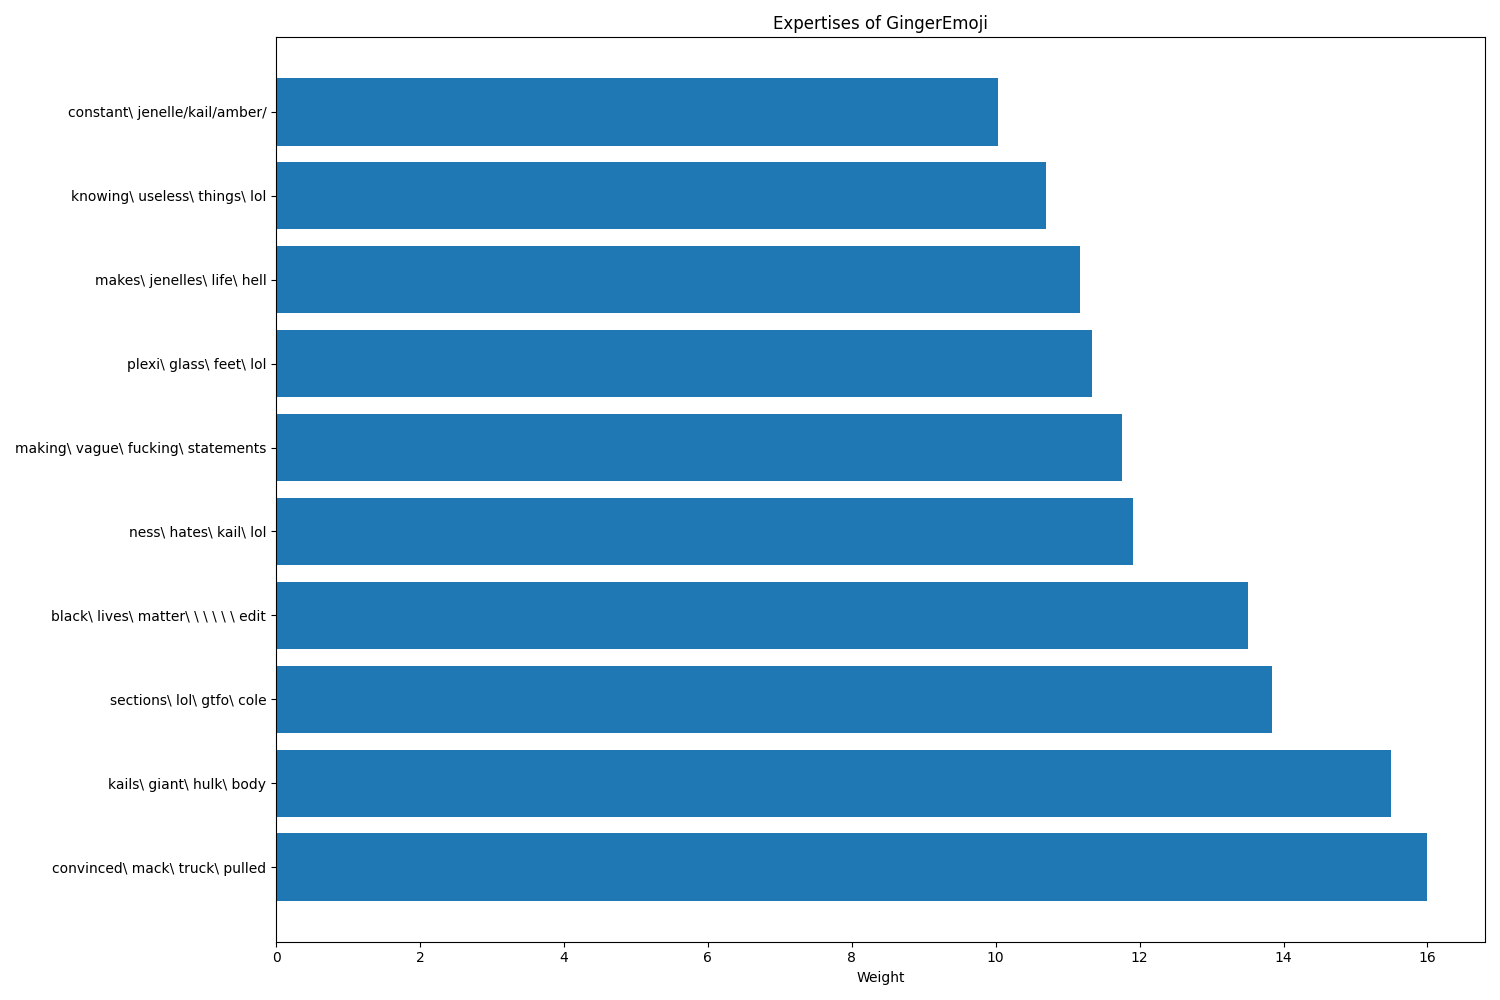 Expertises of GingerEmoji
constant\ jenelle/kail/amber/
knowing\ useless\ things\ lol
makes\ jenelles\ life\ hell
plexi\ glass\ feet\ lol
making\ vague\ fucking\ statements
ness\ hates\ kail\ lol
black\ lives\ matter\ \ \ \ \ \ edit
sections\ lol\ gtfo\ cole
kails\ giant\ hulk\ body
convinced\ mack\ truck\ pulled
0 2 4 6 8 10 12 14 16
Weight